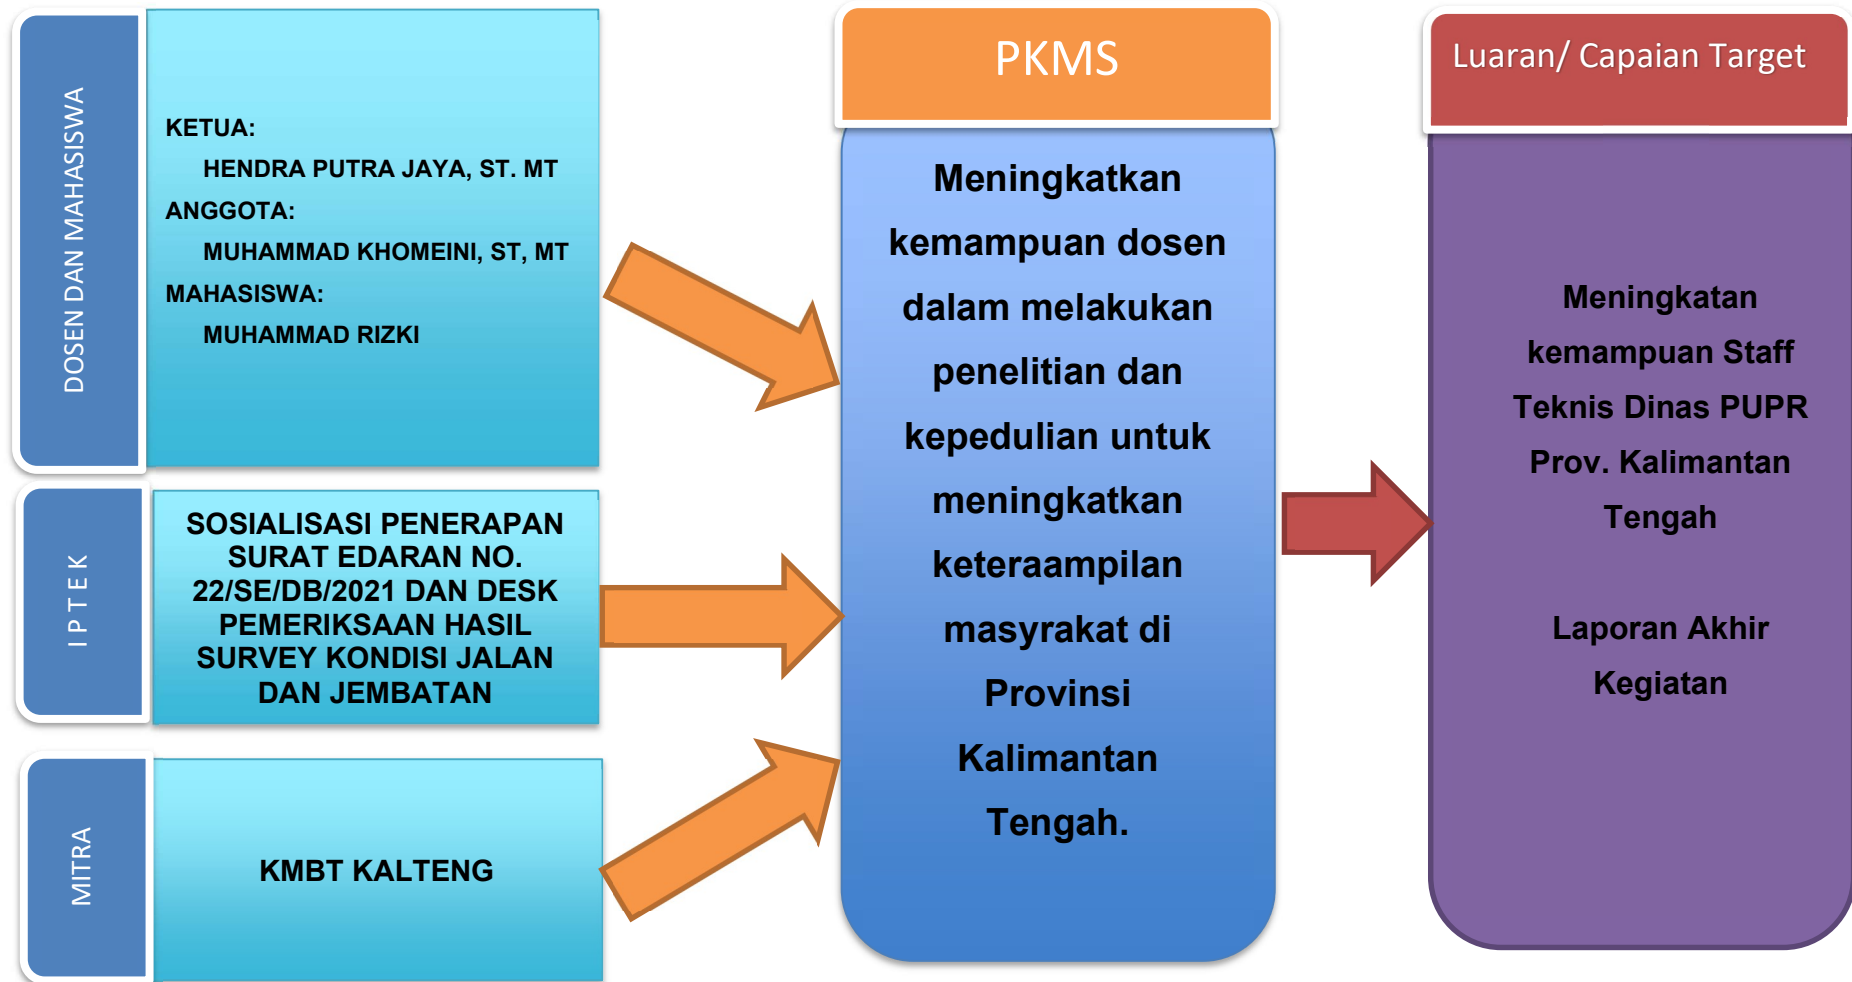 DOSEN DAN MAHASISWA
KETUA:
HENDRA PUTRA JAYA, ST. MT
ANGGOTA:
MUHAMMAD KHOMEINI, ST, MT
MAHASISWA:
MUHAMMAD RIZKI
I P T E K
SOSIALISASI PENERAPAN
SURAT EDARAN NO.
22/SE/DB/2021 DAN DESK
PEMERIKSAAN HASIL
SURVEY KONDISI JALAN
DAN JEMBATAN
MITRA
KMBT KALTENG
PKMS
Meningkatkan
kemampuan dosen
dalam melakukan
penelitian dan
kepedulian untuk
meningkatkan
keteraampilan
masyrakat di
Provinsi
Kalimantan
Tengah.
Luaran/ Capaian Target
Meningkatan
kemampuan Staff
Teknis Dinas PUPR
Prov. Kalimantan
Tengah
Laporan Akhir
Kegiatan